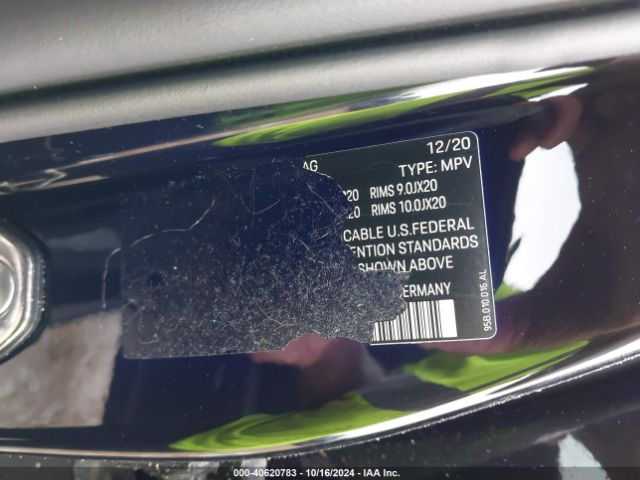 12/20
AG TYPE: MPV
20 RIMS 9.0JX20
20 RIMS 10.0JX20
CABLE U.S.FEDERAL
ENTION STANDARDS
SHOWN ABOVE
GERMANY
95B.010.016.AL
000-40620783 - 10/16/2024 - IAA Inc.